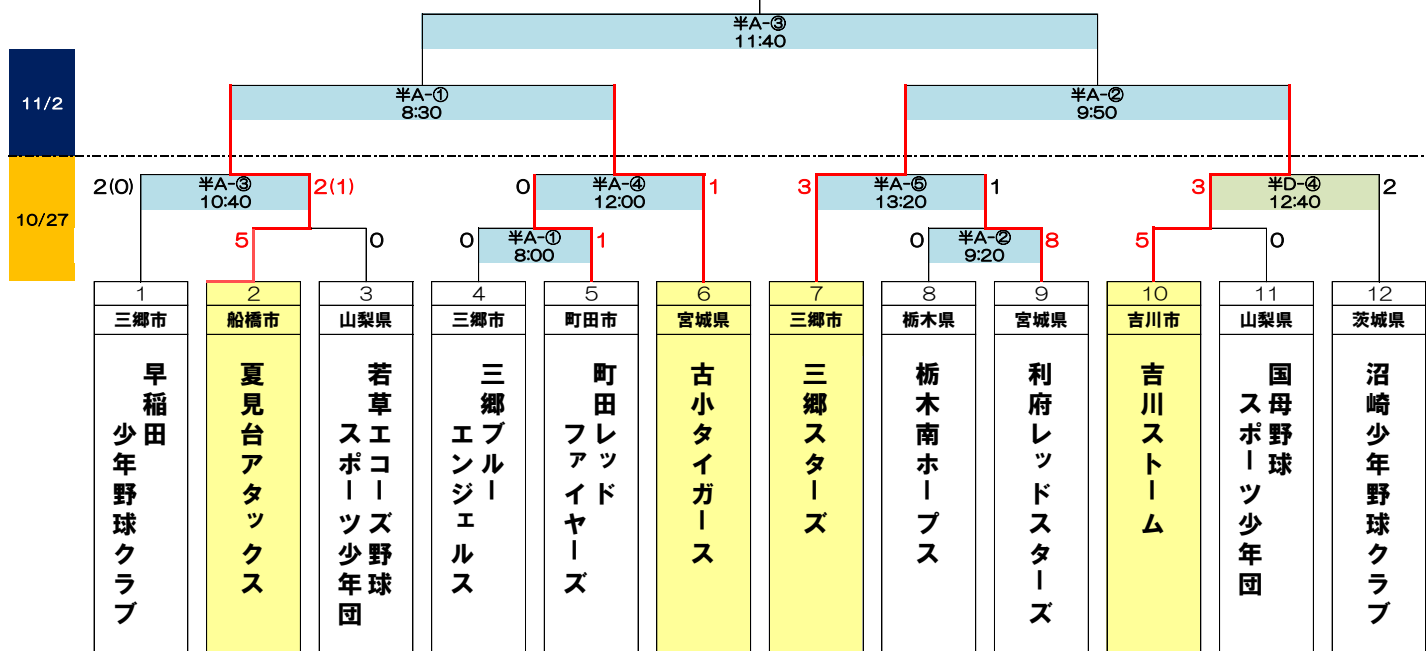 半A-③
11:40
11/2
半A-①
8:30
半A-②
9:50
10/27
2(0)
半A-③
10:40
2(1)
0
半A-④
12:00
1
3
半A-⑤
13:20
1
3
半D-④
12:40
2
5
0
0
半A-①
8:00
1
0
半A-②
9:20
8
5
0
1
2
3
4
5
6
7
8
9
10
11
12
三郷市
船橋市
山梨県
三郷市
町田市
宮城県
三郷市
栃木県
宮城県
吉川市
山梨県
茨城県
早稲田
少年野球クラブ
夏見台アタックス
若草エコーズ野球
スポーツ少年団
三郷ブルー
エンジェルス
町田レッド
ファイヤーズ
古小タイガース
三郷スターズ
栃木南ホープス
利府レッドスターズ
吉川ストーム
国母野球
スポーツ少年団
沼崎少年野球クラブ